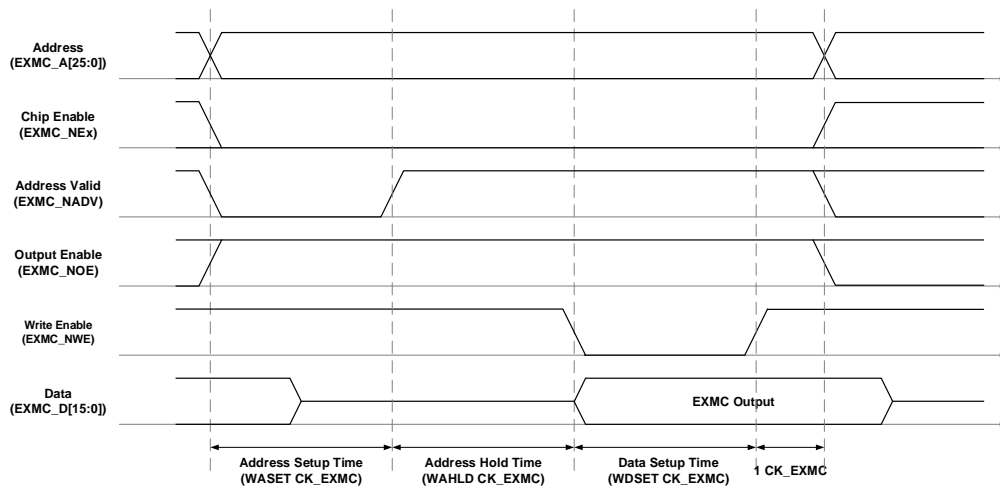 Address
(EXMC_A[25:0])
Chip Enable
(EXMC_NEx)
Address Valid
(EXMC_NADV)
Output Enable
(EXMC_NOE)
Write Enable
(EXMC_NWE)
Data
(EXMC_D[15:0])
EXMC Output
Address Setup Time
(WASET CK_EXMC)
Address Hold Time
(WAHLD CK_EXMC)
Data Setup Time
(WDSET CK_EXMC)
1 CK_EXMC